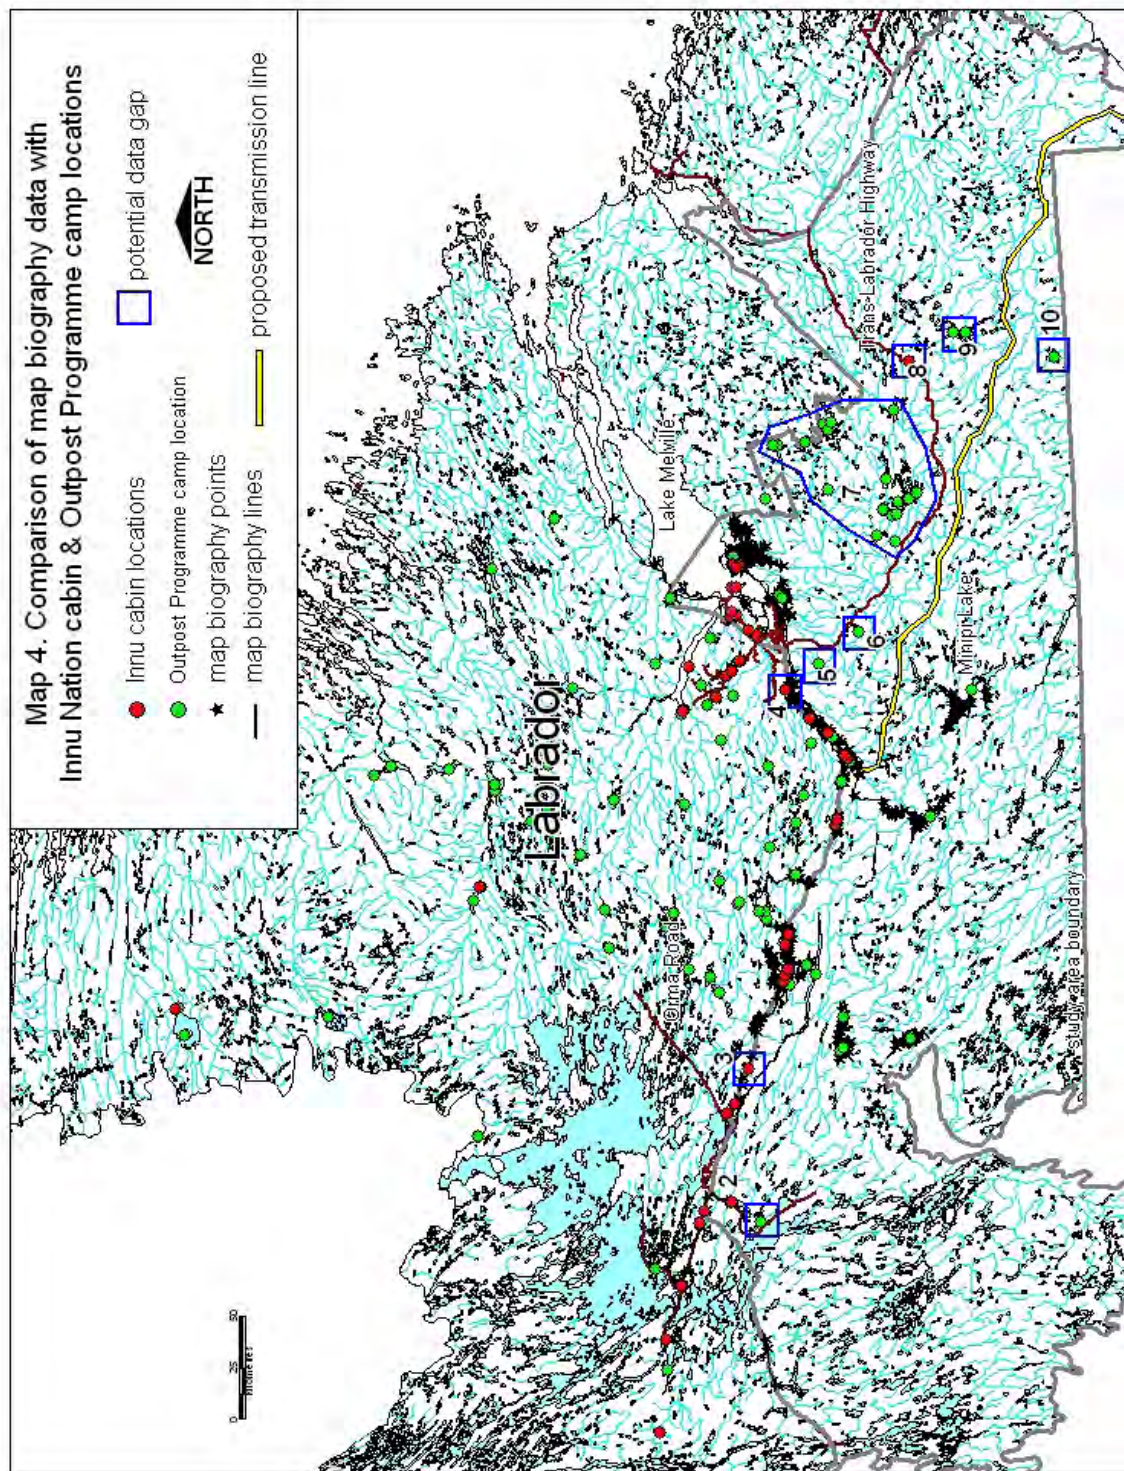 Map 4. Comparison of map biography data with
Innu Nation cabin & Outpost Programme camp locations
Innu cabin locations
Outpost Programme camp location
map biography points
map biography lines
potential data gap
NORTH
proposed transmission line
Labrador
Lake Melville
Trans-Labrador Highway
Orma Road
Minipi Lake
study area boundary
1
2
3
4
5
6
7
8
9
10
0 25 50
kilometres